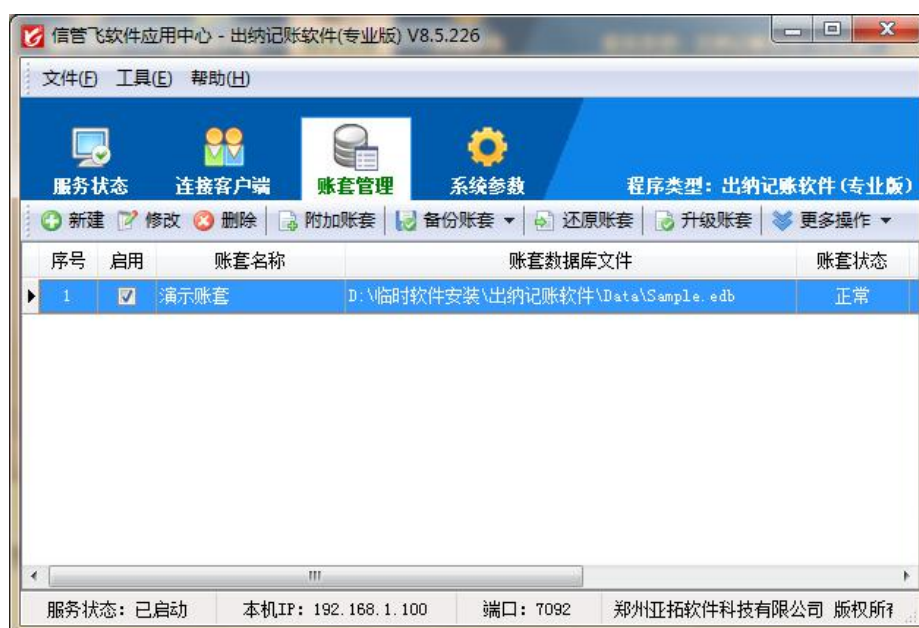 信管飞软件应用中心 - 出纳记账软件(专业版) V8.5.226
文件(F) 工具(E) 帮助(H)
服务状态 连接客户端 账套管理 系统参数 程序类型：出纳记账软件(专业版)
新建 修改 删除 附加账套 备份账套 还原账套 升级账套 更多操作
序号 启用 账套名称 账套数据库文件 账套状态
1 演示账套 D:\临时软件安装\出纳记账软件\Data\Sample.edb 正常
服务状态：已启动 本机IP：192.168.1.100 端口：7092 郑州亚拓软件科技有限公司 版权所